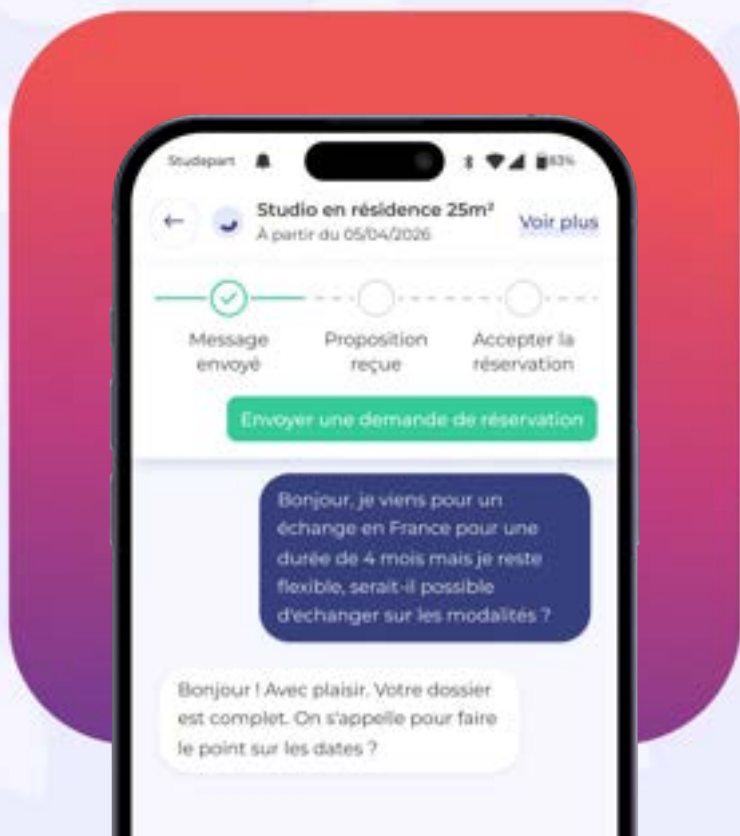 Studapart
83%
Studio en résidence 25m²
À partir du 05/04/2026
Voir plus
Message
envoyé
Proposition
reçue
Accepter la
réservation
Envoyer une demande de réservation
Bonjour, je viens pour un
échange en France pour une
durée de 4 mois mais je reste
flexible, serait-il possible
d'echanger sur les modalités ?
Bonjour ! Avec plaisir. Votre dossier
est complet. On s'appelle pour faire
le point sur les dates ?